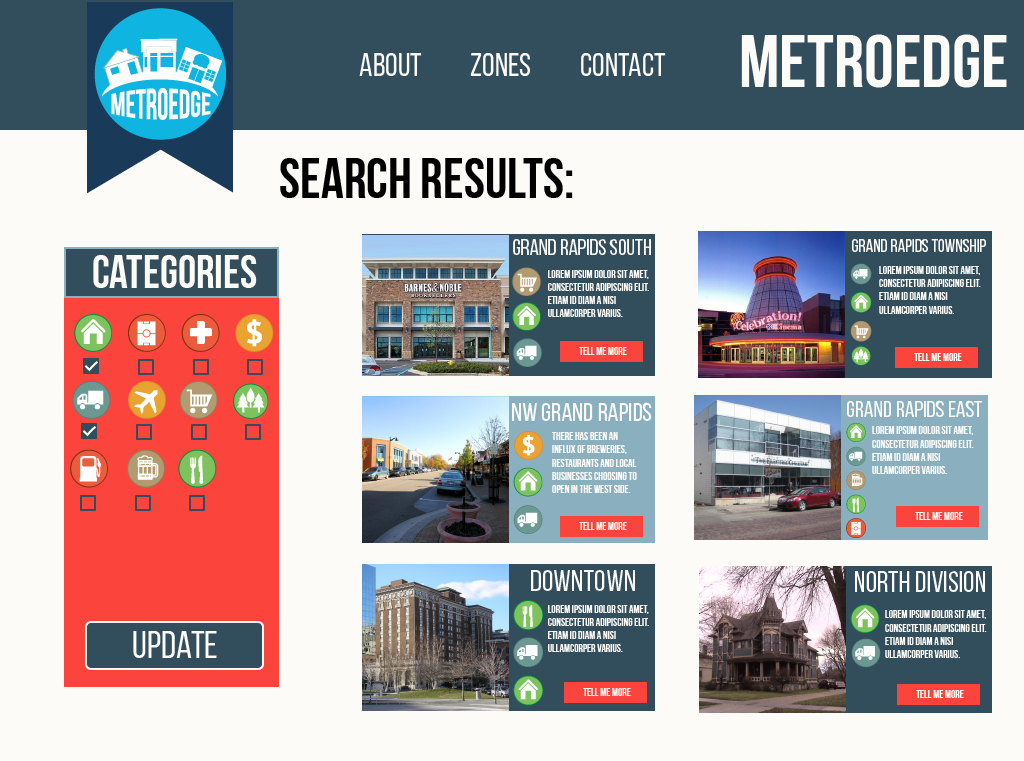 METROEDGE
ABOUT
ZONES
CONTACT
METROEDGE
SEARCH RESULTS:
CATEGORIES
$
UPDATE
BARNES & NOBLE
BOOKSELLERS
GRAND RAPIDS SOUTH
LOREM IPSUM DOLOR SIT AMET,
CONSECTETUR ADIPISCING ELIT.
ETIAM ID DIAM A NISI
ULLAMCORPER VARIUS.
TELL ME MORE
Celebration!
Cinema
GRAND RAPIDS TOWNSHIP
LOREM IPSUM DOLOR SIT AMET,
CONSECTETUR ADIPISCING ELIT.
ETIAM ID DIAM A NISI
ULLAMCORPER VARIUS.
TELL ME MORE
NW GRAND RAPIDS
$
THERE HAS BEEN AN
INFLUX OF BREWERIES,
RESTAURANTS AND LOCAL
BUSINESSES CHOOSING TO
OPEN IN THE WEST SIDE.
TELL ME MORE
GRAND RAPIDS EAST
LOREM IPSUM DOLOR SIT AMET,
CONSECTETUR ADIPISCING ELIT.
ETIAM ID DIAM A NISI
ULLAMCORPER VARIUS.
TELL ME MORE
DOWNTOWN
LOREM IPSUM DOLOR SIT AMET,
CONSECTETUR ADIPISCING ELIT.
ETIAM ID DIAM A NISI
ULLAMCORPER VARIUS.
TELL ME MORE
NORTH DIVISION
LOREM IPSUM DOLOR SIT AMET,
CONSECTETUR ADIPISCING ELIT.
ETIAM ID DIAM A NISI
ULLAMCORPER VARIUS.
TELL ME MORE